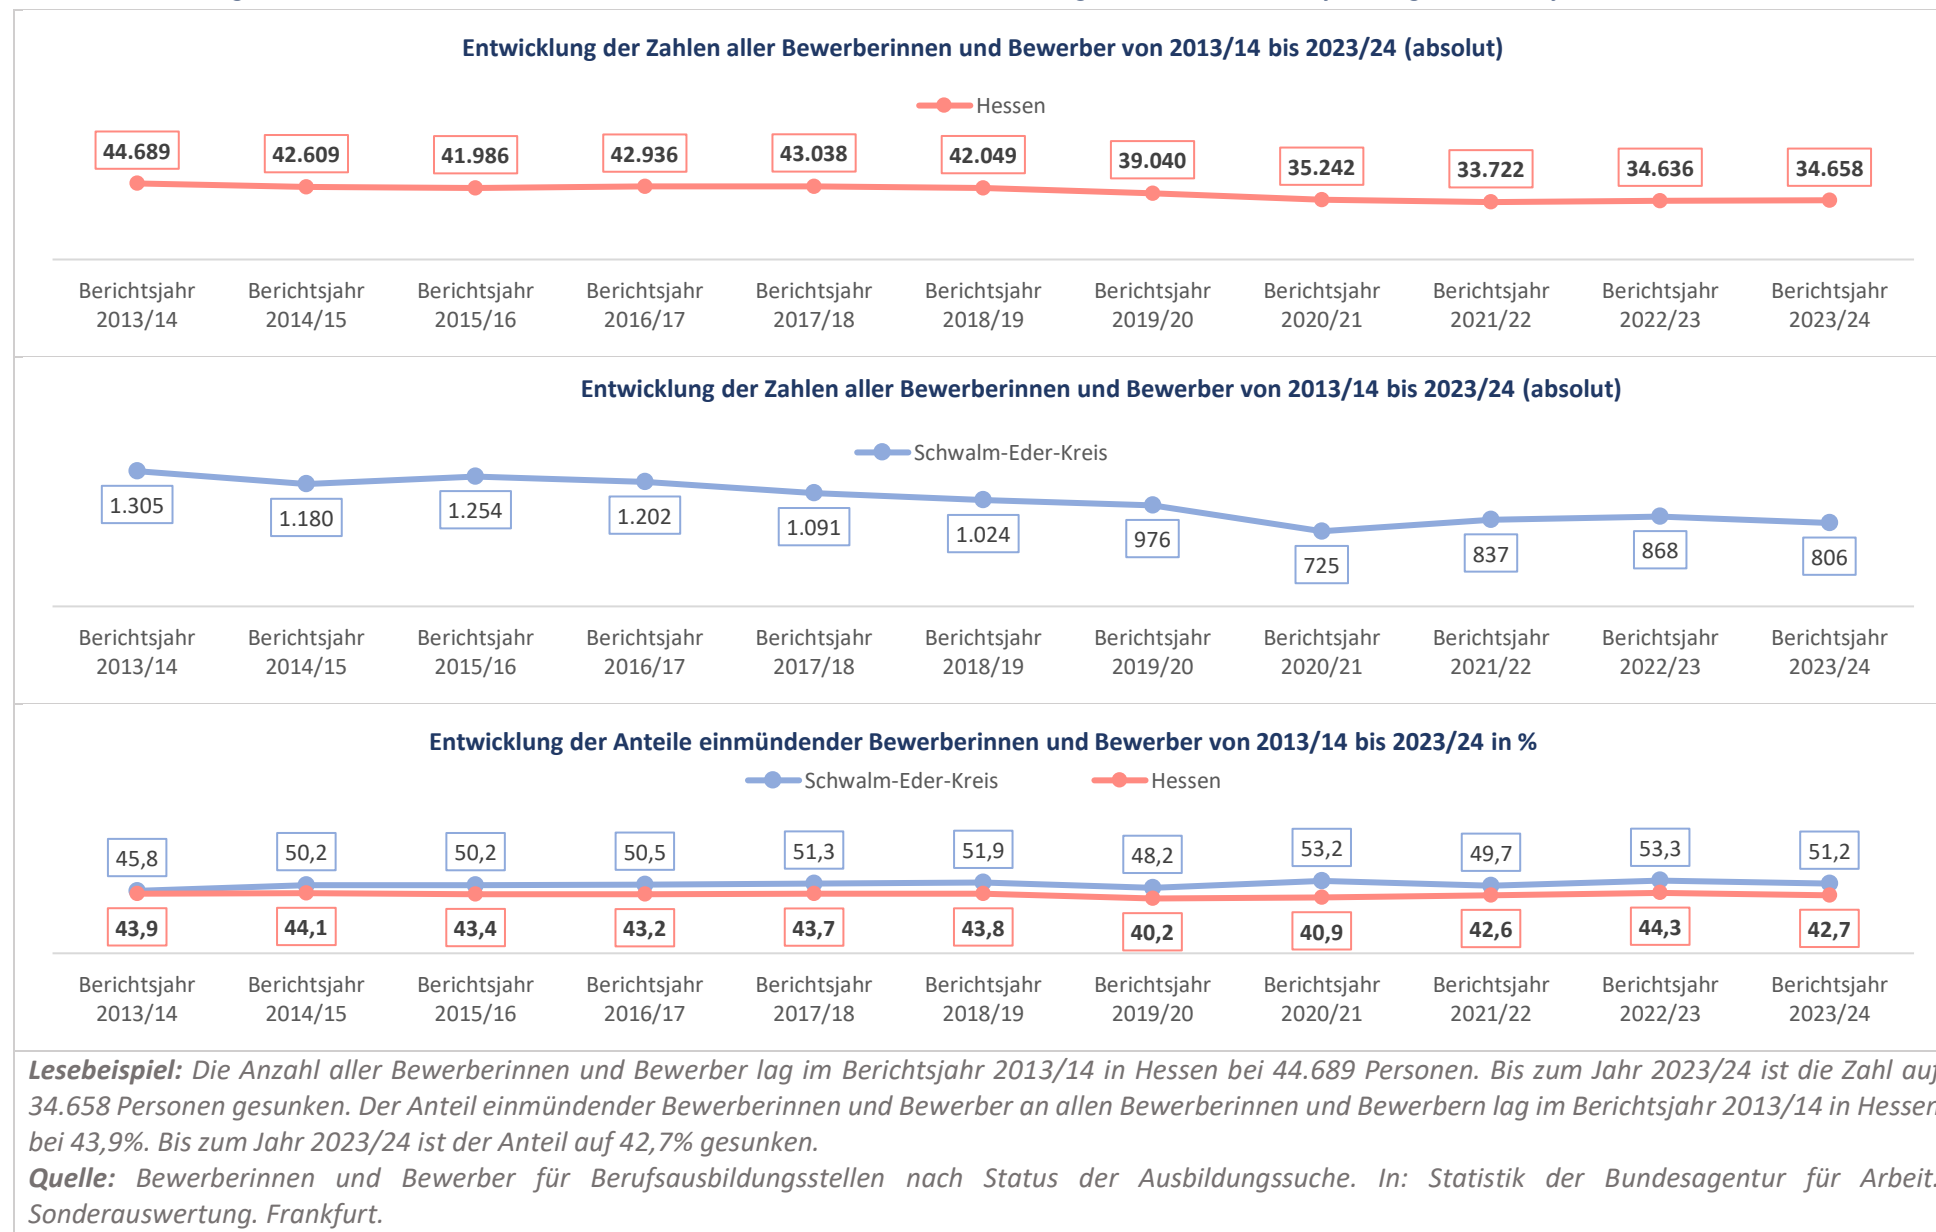 Entwicklung der Zahlen aller Bewerberinnen und Bewerber von 2013/14 bis 2023/24 (absolut)
Hessen
44.689 42.609 41.986 42.936 43.038 42.049 39.040 35.242 33.722 34.636 34.658
Berichtsjahr Berichtsjahr Berichtsjahr Berichtsjahr Berichtsjahr Berichtsjahr Berichtsjahr Berichtsjahr Berichtsjahr Berichtsjahr Berichtsjahr
2013/14 2014/15 2015/16 2016/17 2017/18 2018/19 2019/20 2020/21 2021/22 2022/23 2023/24
Entwicklung der Zahlen aller Bewerberinnen und Bewerber von 2013/14 bis 2023/24 (absolut)
Schwalm-Eder-Kreis
1.305 1.180 1.254 1.202 1.091 1.024 976 725 837 868 806
Berichtsjahr Berichtsjahr Berichtsjahr Berichtsjahr Berichtsjahr Berichtsjahr Berichtsjahr Berichtsjahr Berichtsjahr Berichtsjahr Berichtsjahr
2013/14 2014/15 2015/16 2016/17 2017/18 2018/19 2019/20 2020/21 2021/22 2022/23 2023/24
Entwicklung der Anteile einmündender Bewerberinnen und Bewerber von 2013/14 bis 2023/24 in %
Schwalm-Eder-Kreis Hessen
45,8 50,2 50,2 50,5 51,3 51,9 48,2 53,2 49,7 53,3 51,2
43,9 44,1 43,4 43,2 43,7 43,8 40,2 40,9 42,6 44,3 42,7
Berichtsjahr Berichtsjahr Berichtsjahr Berichtsjahr Berichtsjahr Berichtsjahr Berichtsjahr Berichtsjahr Berichtsjahr Berichtsjahr Berichtsjahr
2013/14 2014/15 2015/16 2016/17 2017/18 2018/19 2019/20 2020/21 2021/22 2022/23 2023/24
Lesebeispiel: Die Anzahl aller Bewerberinnen und Bewerber lag im Berichtsjahr 2013/14 in Hessen bei 44.689 Personen. Bis zum Jahr 2023/24 ist die Zahl auf
34.658 Personen gesunken. Der Anteil einmündender Bewerberinnen und Bewerber an allen Bewerberinnen und Bewerbern lag im Berichtsjahr 2013/14 in Hessen
bei 43,9%. Bis zum Jahr 2023/24 ist der Anteil auf 42,7% gesunken.
Quelle: Bewerberinnen und Bewerber für Berufsausbildungsstellen nach Status der Ausbildungssuche. In: Statistik der Bundesagentur für Arbeit.
Sonderauswertung. Frankfurt.